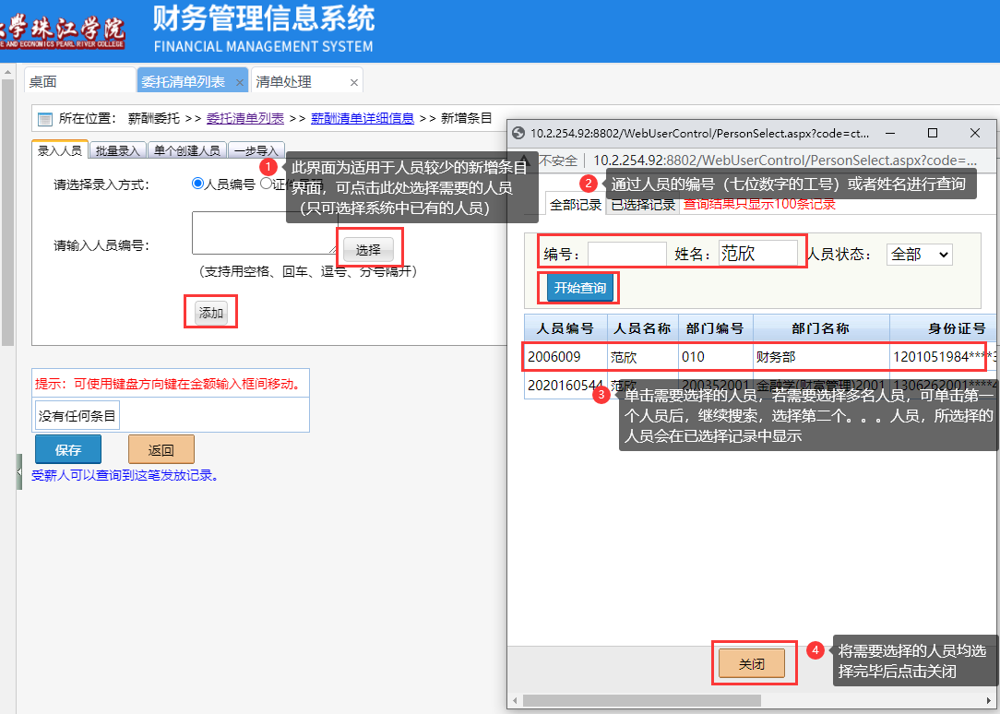 學珠江学院
E AND ECONOMICS PEARL RIVER COLLEGE
财务管理信息系统
FINANCIAL MANAGEMENT SYSTEM
桌面
委托清单列表 ×
清单处理 ×
所在位置： 薪酬委托 >> 委托清单列表 >> 薪酬清单详细信息 >> 新增条目
录入人员 批量录入 单个创建人员 一步导入
请选择录入方式： 人员编号
1 此界面为适用于人员较少的新增条目
界面，可点击此处选择需要的人员
（只可选择系统中已有的人员）
请输入人员编号：
选择
（支持用空格、回车、逗号、分号隔开）
添加
提示：可使用键盘方向键在金额输入框间移动。
没有任何条目
保存 返回
受薪人可以查询到这笔发放记录。
10.2.254.92:8802/WebUserControl/PersonSelect.aspx?code=ct...
不安全 | 10.2.254.92:8802/WebUserControl/PersonSelect.aspx?code=...
2 通过人员的编号（七位数字的工号）或者姓名进行查询
全部记录 已选择记录 查询结果只显示100条记录
编号： 姓名：范欣 人员状态： 全部
开始查询
人员编号 人员名称 部门编号 部门名称 身份证号
2006009 范欣 010 财务部 1201051984****3
2020160544 范欣 200352001 金融学(财富管理)2001 1306262001****4
3 单击需要选择的人员，若需要选择多名人员，可单击第一
个人员后，继续搜索，选择第二个。。。人员，所选择的
人员会在已选择记录中显示
关闭
4 将需要选择的人员均选
择完毕后点击关闭